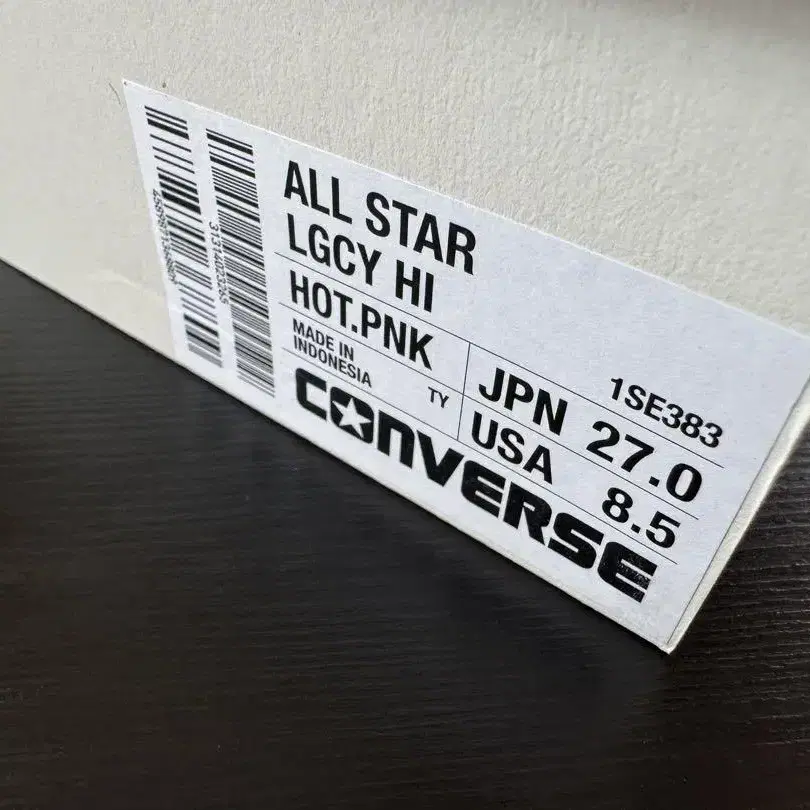 ALL STAR
LGCY HI
HOT.PNK
1SE383
MADE IN
INDONESIA
TY
JPN 27.0
USA 8.5
CONVERSE